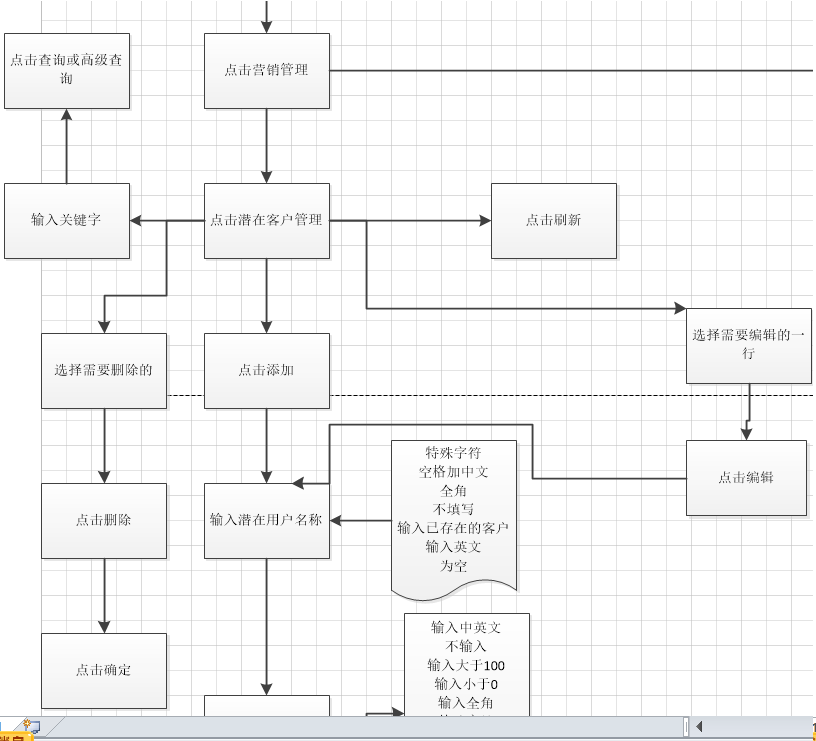 点击查询或高级查
询
点击营销管理
输入关键字
点击潜在客户管理
点击刷新
选择需要编辑的一
行
选择需要删除的
点击添加
特殊字符
空格加中文
全角
不填写
输入已存在的客户
输入英文
为空
点击编辑
点击删除
输入潜在用户名称
点击确定
输入中英文
不输入
输入大于100
输入小于0
输入全角